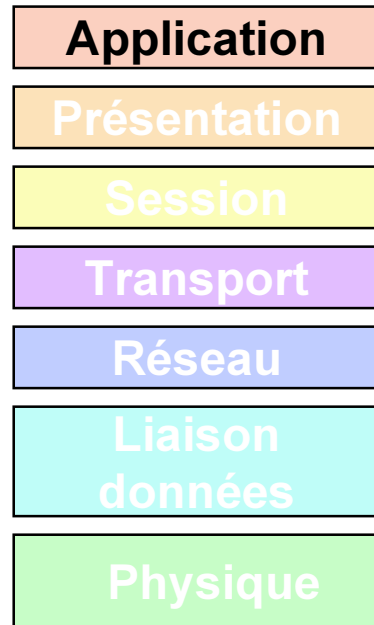 Application
Présentation
Session
Transport
Réseau
Liaison
données
Physique